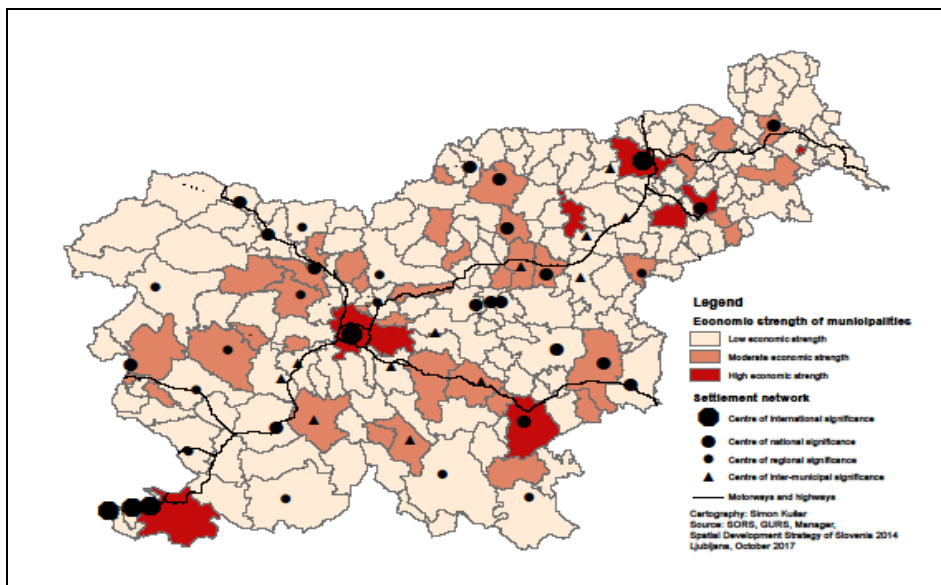 Legend
Economic strength of municipalities
Low economic strength
Moderate economic strength
High economic strength
Settlement network
Centre of international significance
Centre of national significance
Centre of regional significance
Centre of inter-municipal significance
Motorways and highways
Cartography: Simon Kušar
Source: SORS, GURS, Manager,
Spatial Development Strategy of Slovenia 2014
Ljubljana, October 2017